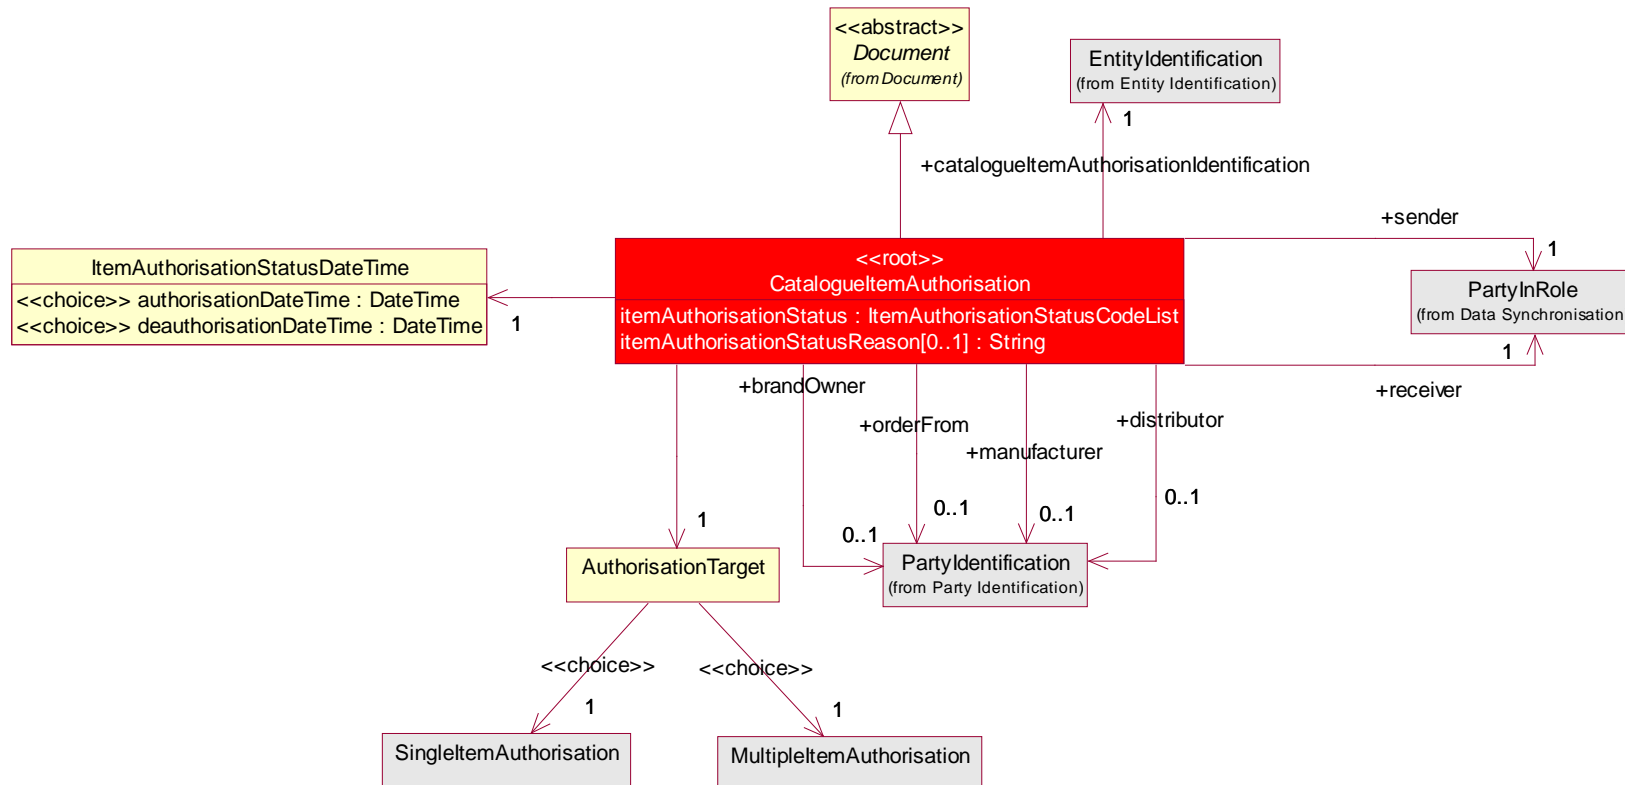 <<abstract>>
Document
(from Document)
EntityIdentification
(from Entity Identification)
1
+catalogueItemAuthorisationIdentification
+sender
1
PartyInRole
(from Data Synchronisation
1
+receiver
ItemAuthorisationStatusDateTime
<<choice>> authorisationDateTime : DateTime
<<choice>> deauthorisationDateTime : DateTime
1
<<root>>
CatalogueItemAuthorisation
itemAuthorisationStatus : ItemAuthorisationStatusCodeList
itemAuthorisationStatusReason[0..1] : String
+brandOwner
+orderFrom
+manufacturer
+distributor
0..1
0..1
0..1
0..1
1
AuthorisationTarget
PartyIdentification
(from Party Identification)
<<choice>>
<<choice>>
1
1
SingleItemAuthorisation
MultipleItemAuthorisation